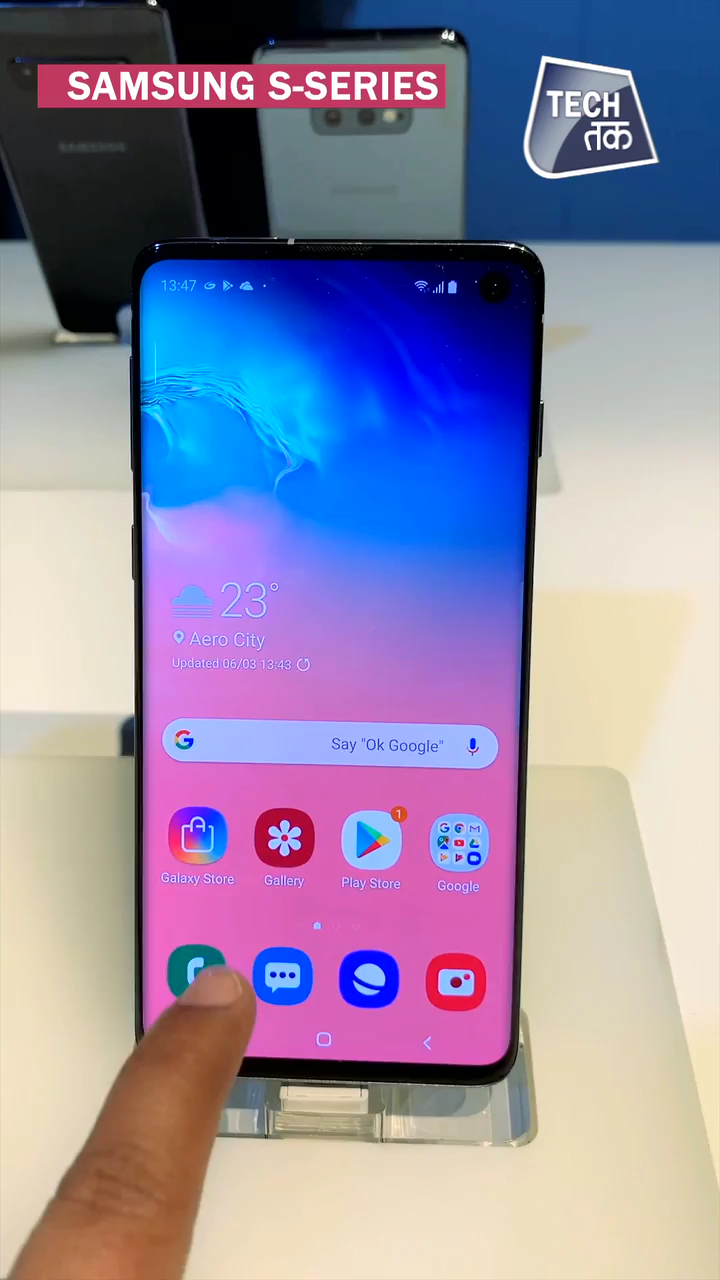 SAMSUNG S-SERIES
TECH
तक
SAMSUNG
13:47
23°
Aero City
Updated 06/03 13:43
Say "Ok Google"
1
Galaxy Store
Gallery
Play Store
Google